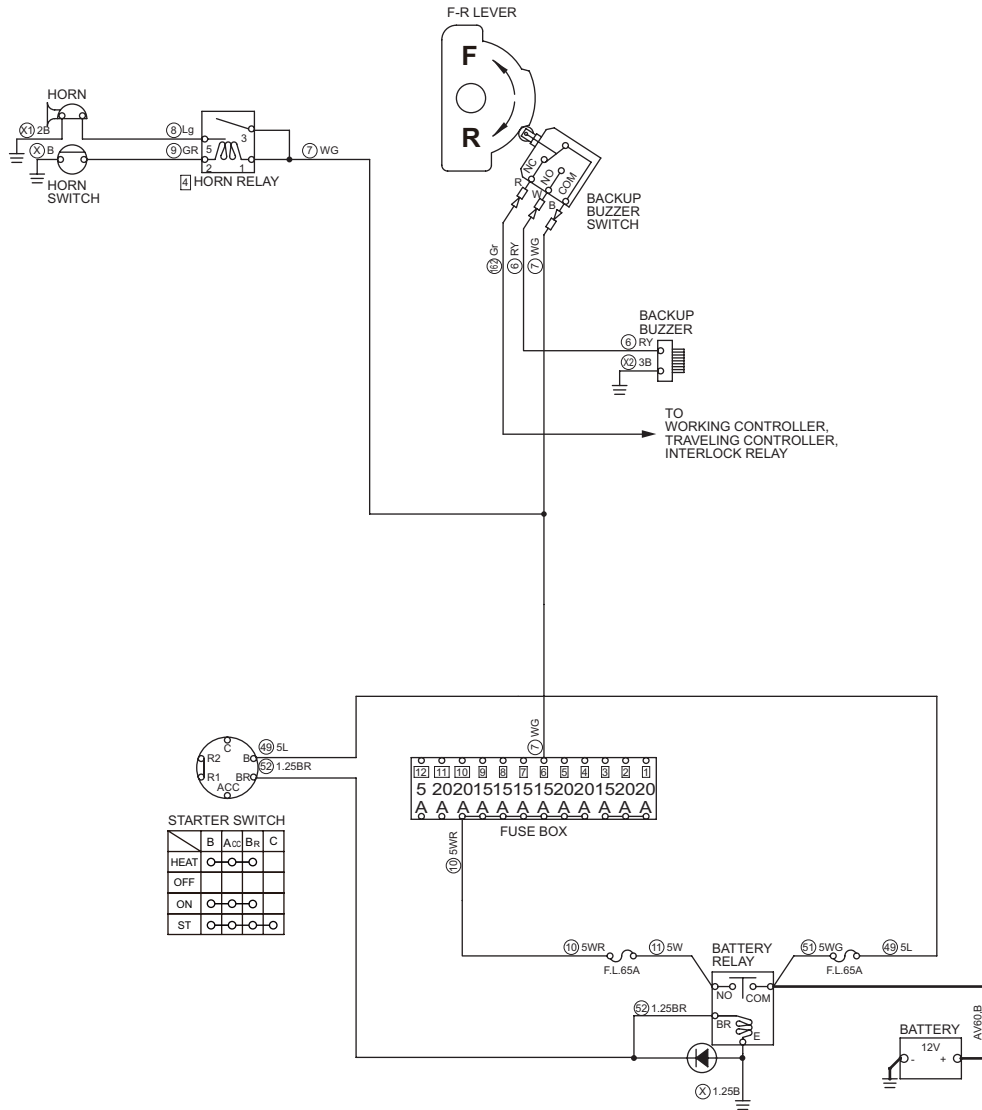 F-R LEVER
F
R
HORN
X1 2B
8 Lg
3
5
X B
9 GR
2
1
7 WG
HORN
SWITCH
4 HORN RELAY
NC
NO
COM
R
W
B
BACKUP
BUZZER
SWITCH
162 Gr
6 RY
7 WG
BACKUP
BUZZER
6 RY
X2 3B
TO
WORKING CONTROLLER,
TRAVELING CONTROLLER,
INTERLOCK RELAY
7 WG
C
R2
B
R1
BR
ACC
49 5L
52 1.25BR
12 11 10 9 8 7 6 5 4 3 2 1
5 20 20 15 15 15 15 20 20 15 20 20
A A A A A A A A A A A A
FUSE BOX
STARTER SWITCH
B ACC BR C
HEAT
OFF
ON
ST
10 5WR
10 5WR
F.L.65A
11 5W
BATTERY
RELAY
51 5WG
F.L.65A
49 5L
NO
COM
52 1.25BR
BR
E
X 1.25B
BATTERY
12V
- +
AV60.B